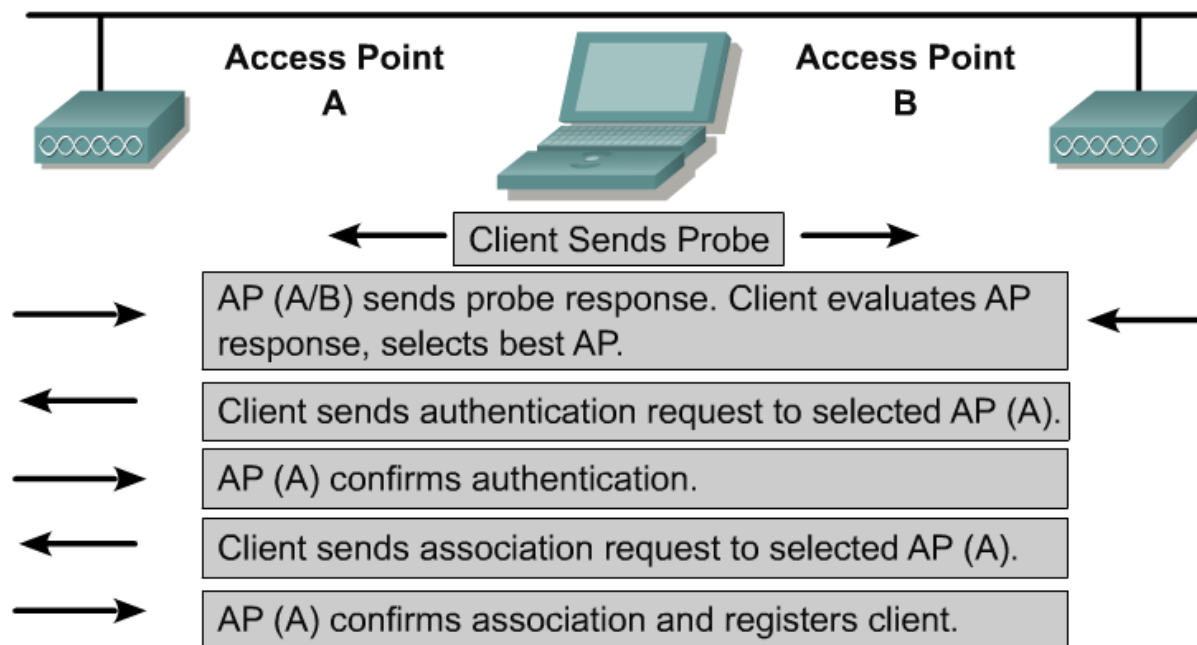 Access Point
A
Access Point
B
Client Sends Probe
AP (A/B) sends probe response. Client evaluates AP
response, selects best AP.
Client sends authentication request to selected AP (A).
AP (A) confirms authentication.
Client sends association request to selected AP (A).
AP (A) confirms association and registers client.